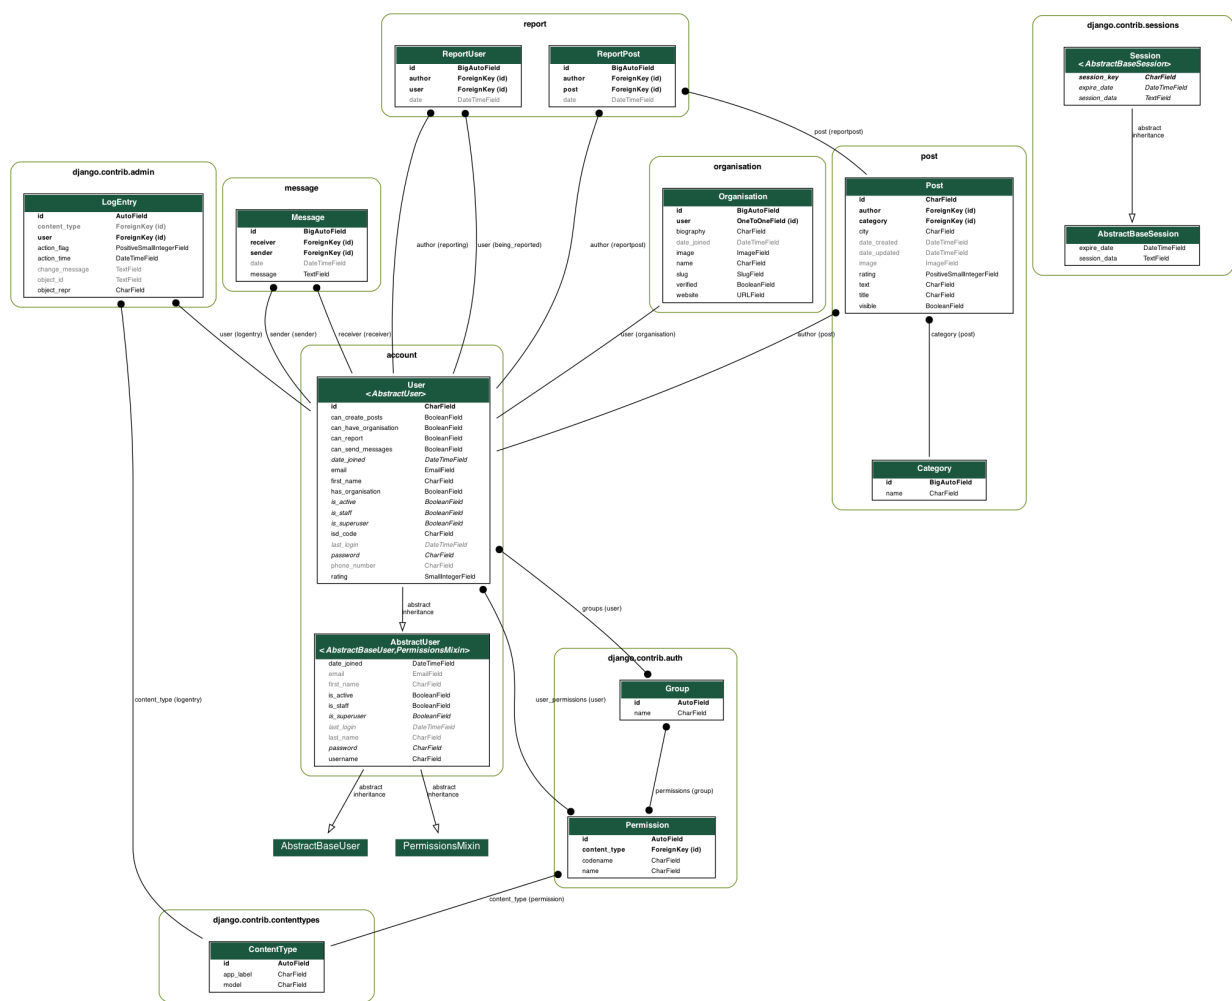 report
ReportUser
id BigAutoField
author ForeignKey (id)
user ForeignKey (id)
date DateTimeField
ReportPost
id BigAutoField
author ForeignKey (id)
post ForeignKey (id)
date DateTimeField
django.contrib.sessions
Session
<AbstractBaseSession>
session_key CharField
expire_date DateTimeField
session_data TextField
abstract
inheritance
AbstractBaseSession
expire_date DateTimeField
session_data TextField
post (reportpost)
django.contrib.admin
LogEntry
id AutoField
content_type ForeignKey (id)
user ForeignKey (id)
action_flag PositiveSmallIntegerField
action_time DateTimeField
change_message TextField
object_id TextField
object_repr CharField
message
Message
id BigAutoField
receiver ForeignKey (id)
sender ForeignKey (id)
date DateTimeField
message TextField
organisation
Organisation
id BigAutoField
user OneToOneField (id)
biography CharField
date_joined DateTimeField
image ImageField
name CharField
slug SlugField
verified BooleanField
website URLField
post
Post
id CharField
author ForeignKey (id)
category ForeignKey (id)
city CharField
date_created DateTimeField
date_updated DateTimeField
image ImageField
rating PositiveSmallIntegerField
text CharField
title CharField
visible BooleanField
author (reporting)
user (being_reported)
author (reportpost)
user (logentry)
sender (sender)
receiver (receiver)
user (organisation)
author (post)
category (post)
Category
id BigAutoField
name CharField
account
User
<AbstractUser>
id CharField
can_create_posts BooleanField
can_have_organisation BooleanField
can_report BooleanField
can_send_messages BooleanField
date_joined DateTimeField
email EmailField
first_name CharField
has_organisation BooleanField
is_active BooleanField
is_staff BooleanField
is_superuser BooleanField
isd_code CharField
last_login DateTimeField
password CharField
phone_number CharField
rating SmallIntegerField
abstract
inheritance
AbstractUser
<AbstractBaseUser,PermissionsMixin>
date_joined DateTimeField
email EmailField
first_name CharField
is_active BooleanField
is_staff BooleanField
is_superuser BooleanField
last_login DateTimeField
last_name CharField
password CharField
username CharField
abstract
inheritance
abstract
inheritance
AbstractBaseUser
PermissionsMixin
groups (user)
user_permissions (user)
django.contrib.auth
Group
id AutoField
name CharField
permissions (group)
Permission
id AutoField
content_type ForeignKey (id)
codename CharField
name CharField
content_type (logentry)
content_type (permission)
django.contrib.contenttypes
ContentType
id AutoField
app_label CharField
model CharField